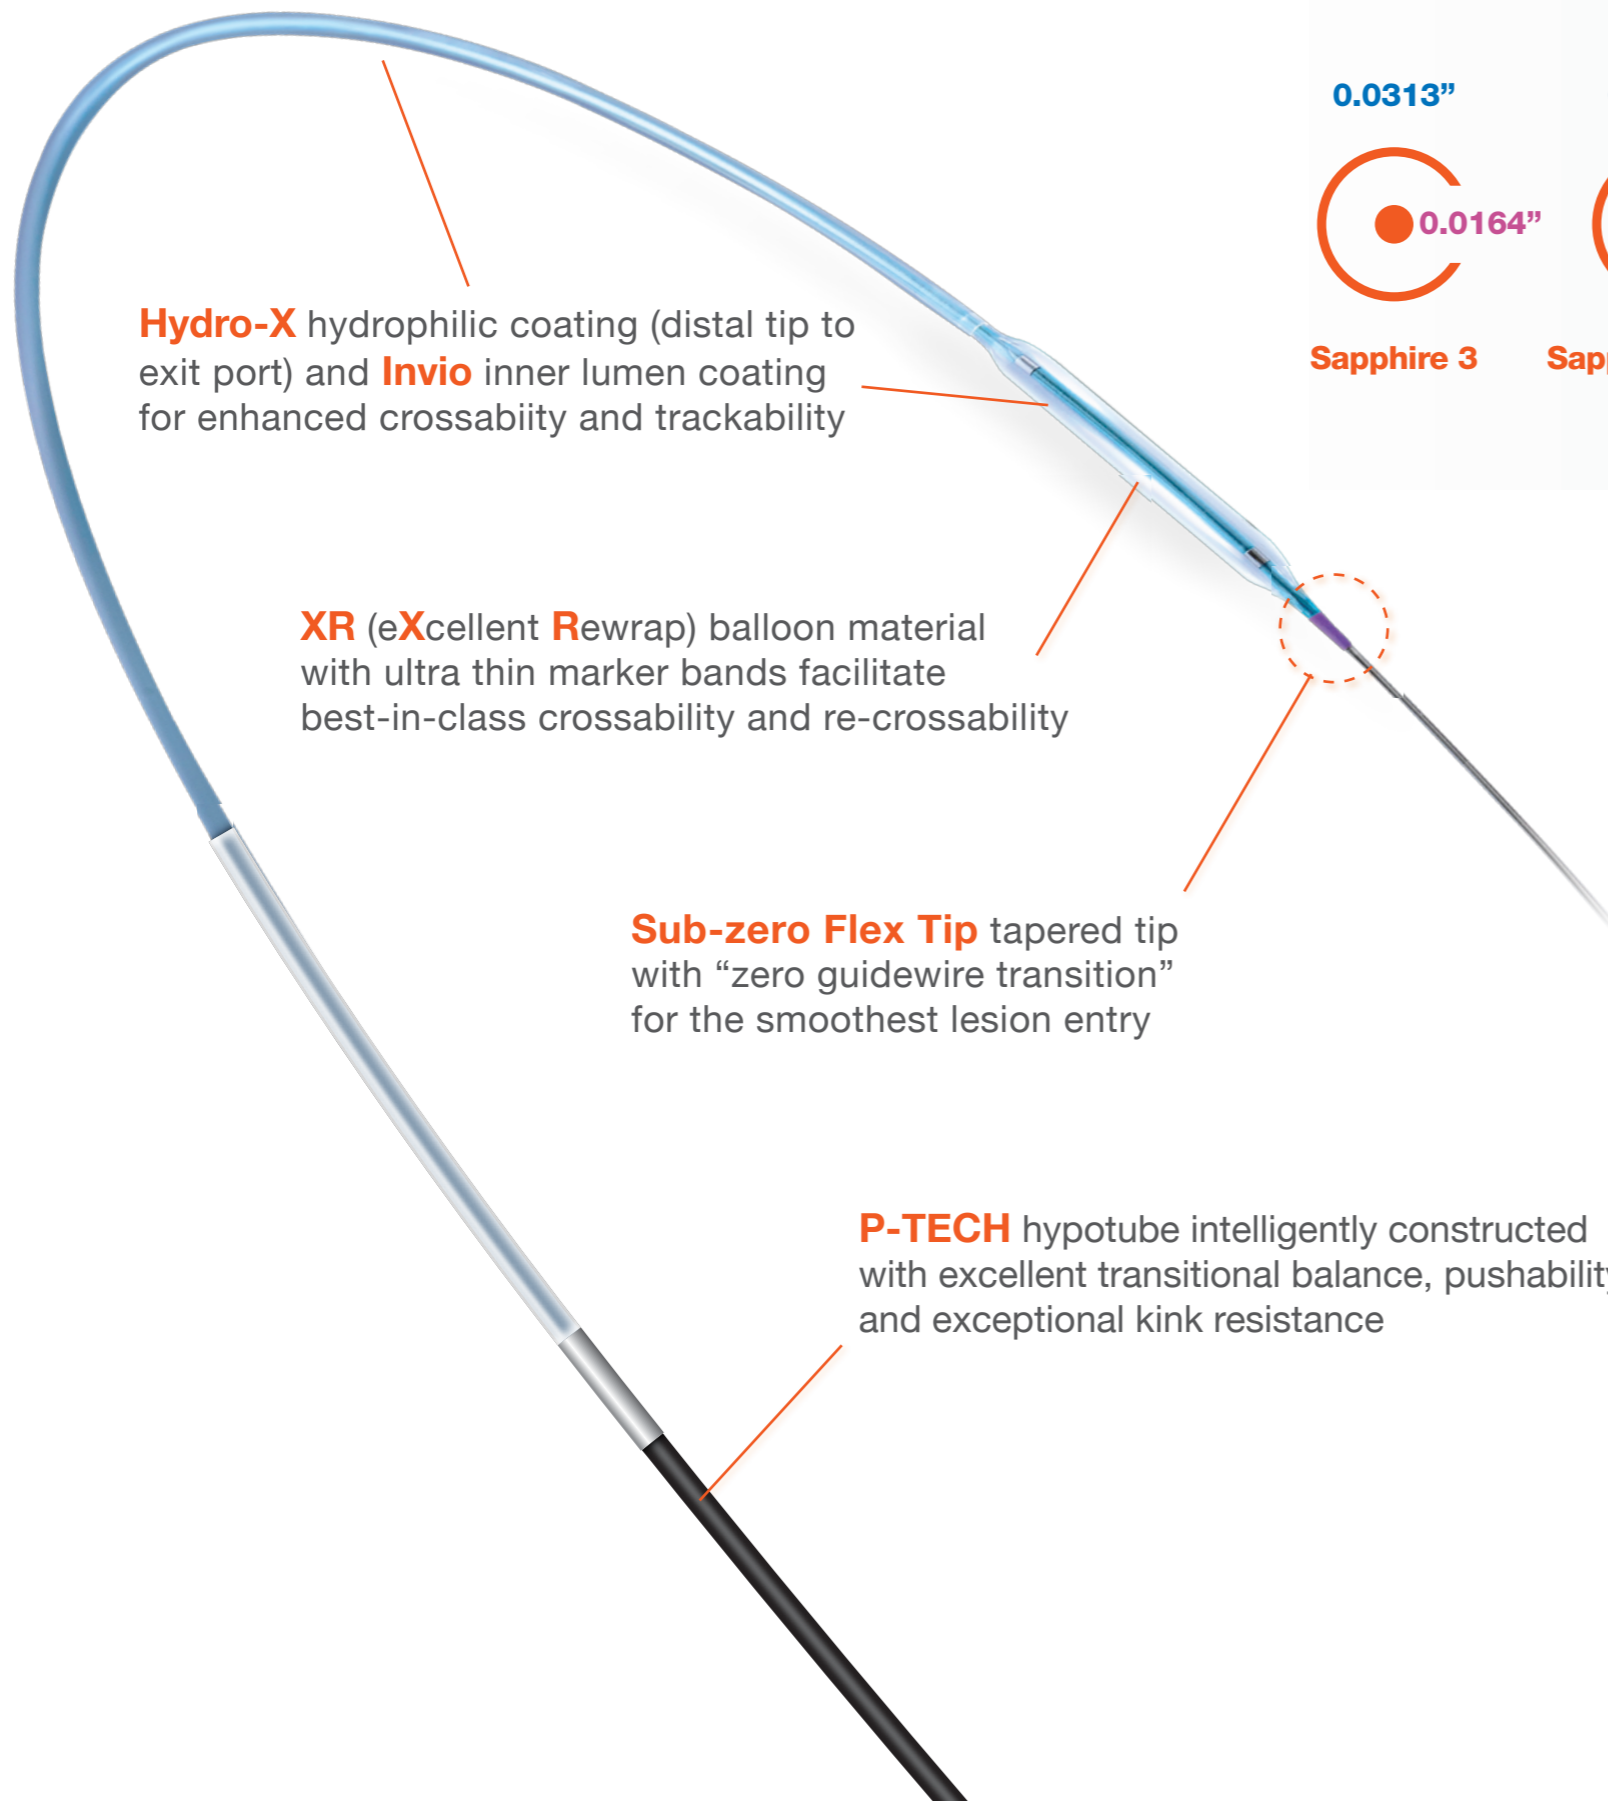 0.0313”
0.0164”
Sapphire 3
Hydro-X hydrophilic coating (distal tip to
exit port) and Invio inner lumen coating
for enhanced crossabiity and trackability
XR (eXcellent Rewrap) balloon material
with ultra thin marker bands facilitate
best-in-class crossability and re-crossability
Sub-zero Flex Tip tapered tip
with “zero guidewire transition”
for the smoothest lesion entry
P-TECH hypotube intelligently constructed
with excellent transitional balance, pushability
and exceptional kink resistance